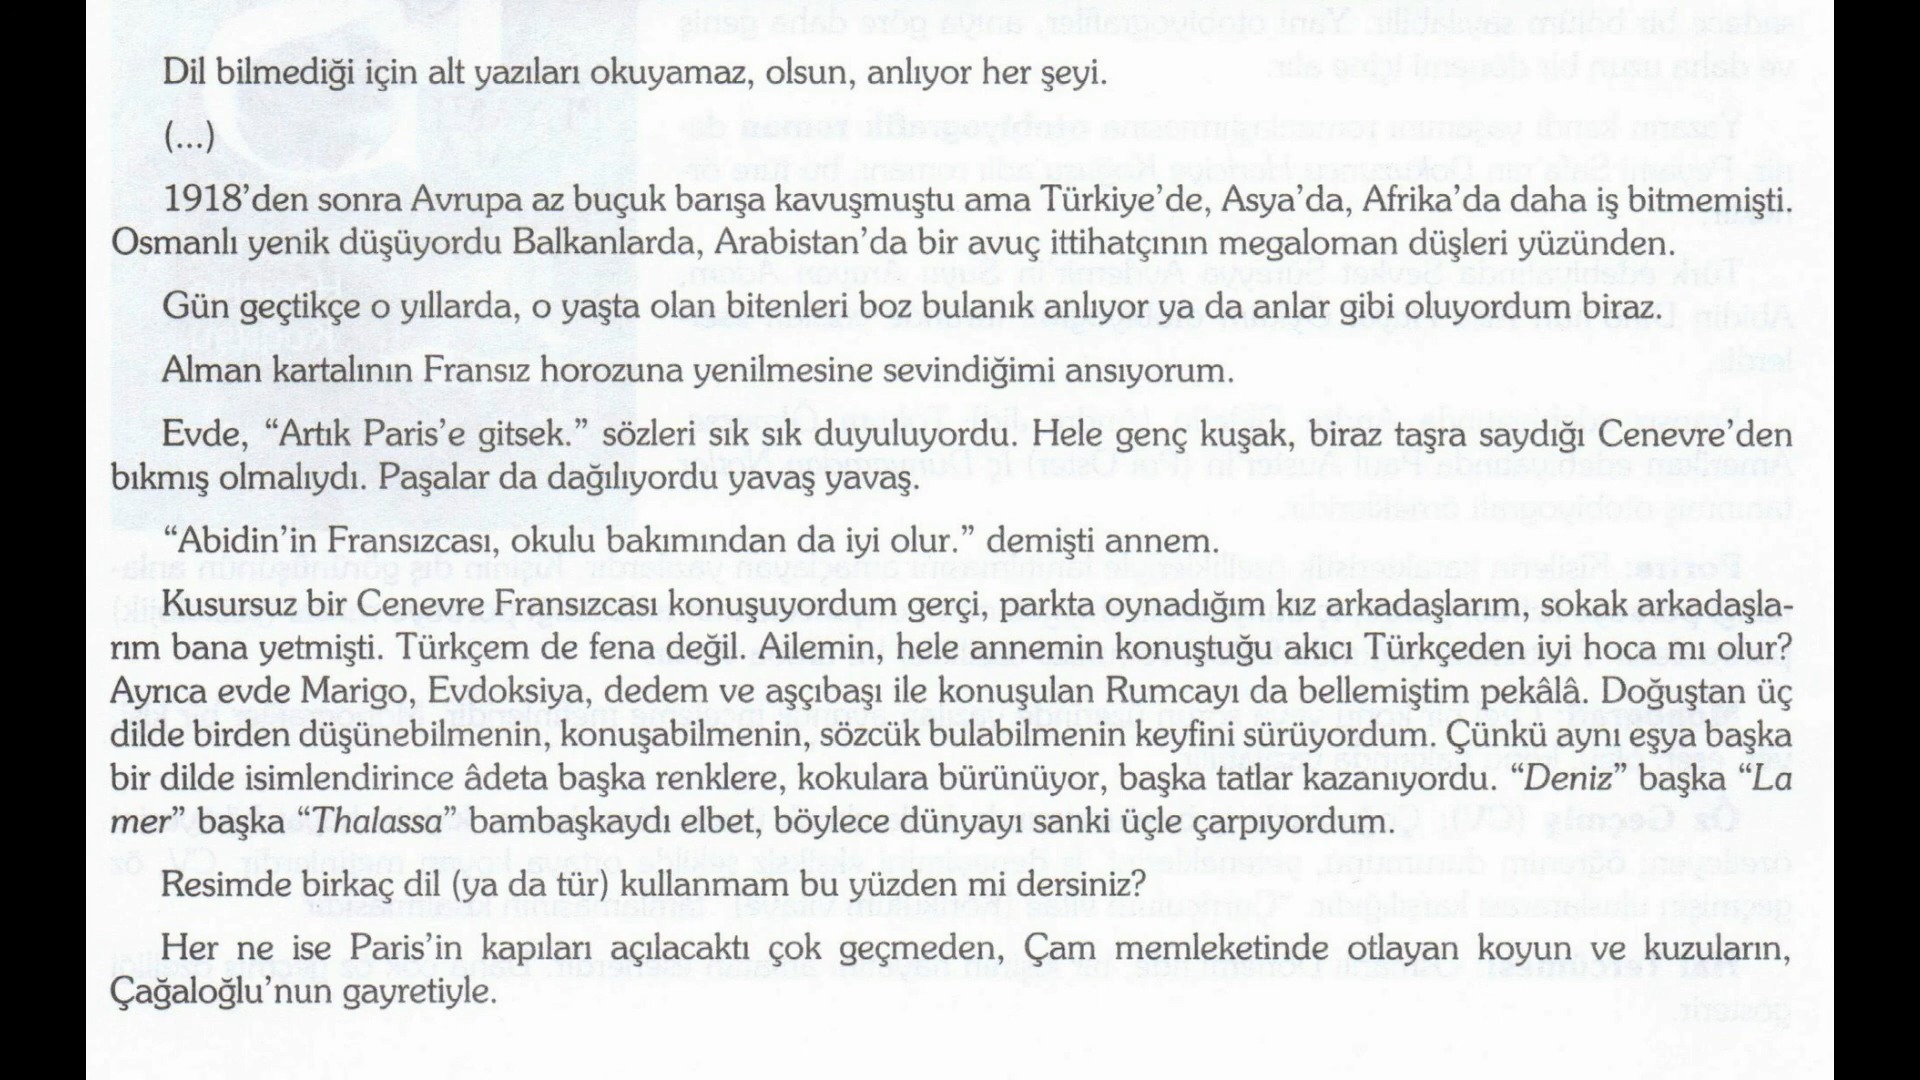 Dil bilmediği için alt yazıları okuyamaz, olsun, anlıyor her şeyi.
(...)
1918'den sonra Avrupa az buçuk barışa kavuşmuştu ama Türkiye'de, Asya'da, Afrika'da daha iş bitmemişti.
Osmanlı yenik düşüyordu Balkanlarda, Arabistan'da bir avuç ittihatçının megaloman düşleri yüzünden.
Gün geçtikçe o yıllarda, o yaşta olan bitenleri boz bulanık anlıyor ya da anlar gibi oluyordum biraz.
Alman kartalının Fransız horozuna yenilmesine sevindiğimi ansıyorum.
Evde, “Artık Paris'e gitsek.” sözleri sık sık duyuluyordu. Hele genç kuşak, biraz taşra saydığı Cenevre'den
bıkmış olmalıydı. Paşalar da dağılıyordu yavaş yavaş.
“Abidin'in Fransızcası, okulu bakımından da iyi olur.” demişti annem.
Kusursuz bir Cenevre Fransızcası konuşuyordum gerçi, parkta oynadığım kız arkadaşlarım, sokak arkadaşla-
rım bana yetmişti. Türkçem de fena değil. Ailemin, hele annemin konuştuğu akıcı Türkçeden iyi hoca mı olur?
Ayrıca evde Marigo, Evdoksiya, dedem ve aşçıbaşı ile konuşulan Rumcayı da bellemiştim pekâlâ. Doğuştan üç
dilde birden düşünebilmenin, konuşabilmenin, sözcük bulabilmenin keyfini sürüyordum. Çünkü aynı eşya başka
bir dilde isimlendirince âdeta başka renklere, kokulara bürünüyor, başka tatlar kazanıyordu. “Deniz” başka “La
mer” başka “Thalassa” bambaşkaydı elbet, böylece dünyayı sanki üçle çarpıyordum.
Resimde birkaç dil (ya da tür) kullanmam bu yüzden mi dersiniz?
Her ne ise Paris'in kapıları açılacaktı çok geçmeden, Çam memleketinde otlayan koyun ve kuzuların,
Çağaloğlu'nun gayretiyle.